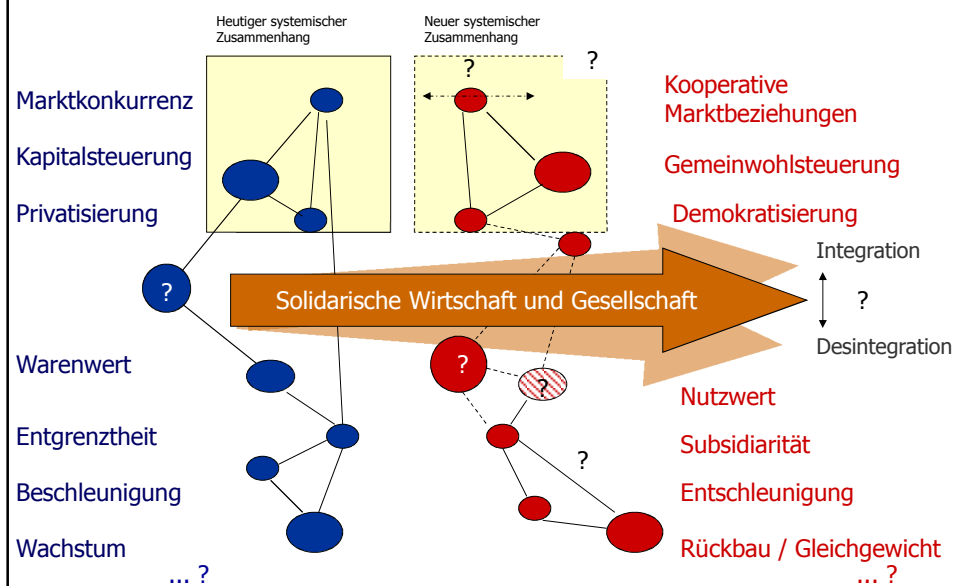 Heutiger systemischer
Zusammenhang
Neuer systemischer
Zusammenhang
?
?
Marktkonkurrenz
Kooperative
Marktbeziehungen
Kapitalsteuerung
Gemeinwohlsteuerung
Privatisierung
Demokratisierung
Integration
?
Solidarische Wirtschaft und Gesellschaft
?
Desintegration
Warenwert
?
?
Nutzwert
Entgrenztheit
Subsidiarität
?
Beschleunigung
Entschleunigung
Wachstum
Rückbau / Gleichgewicht
... ?
... ?